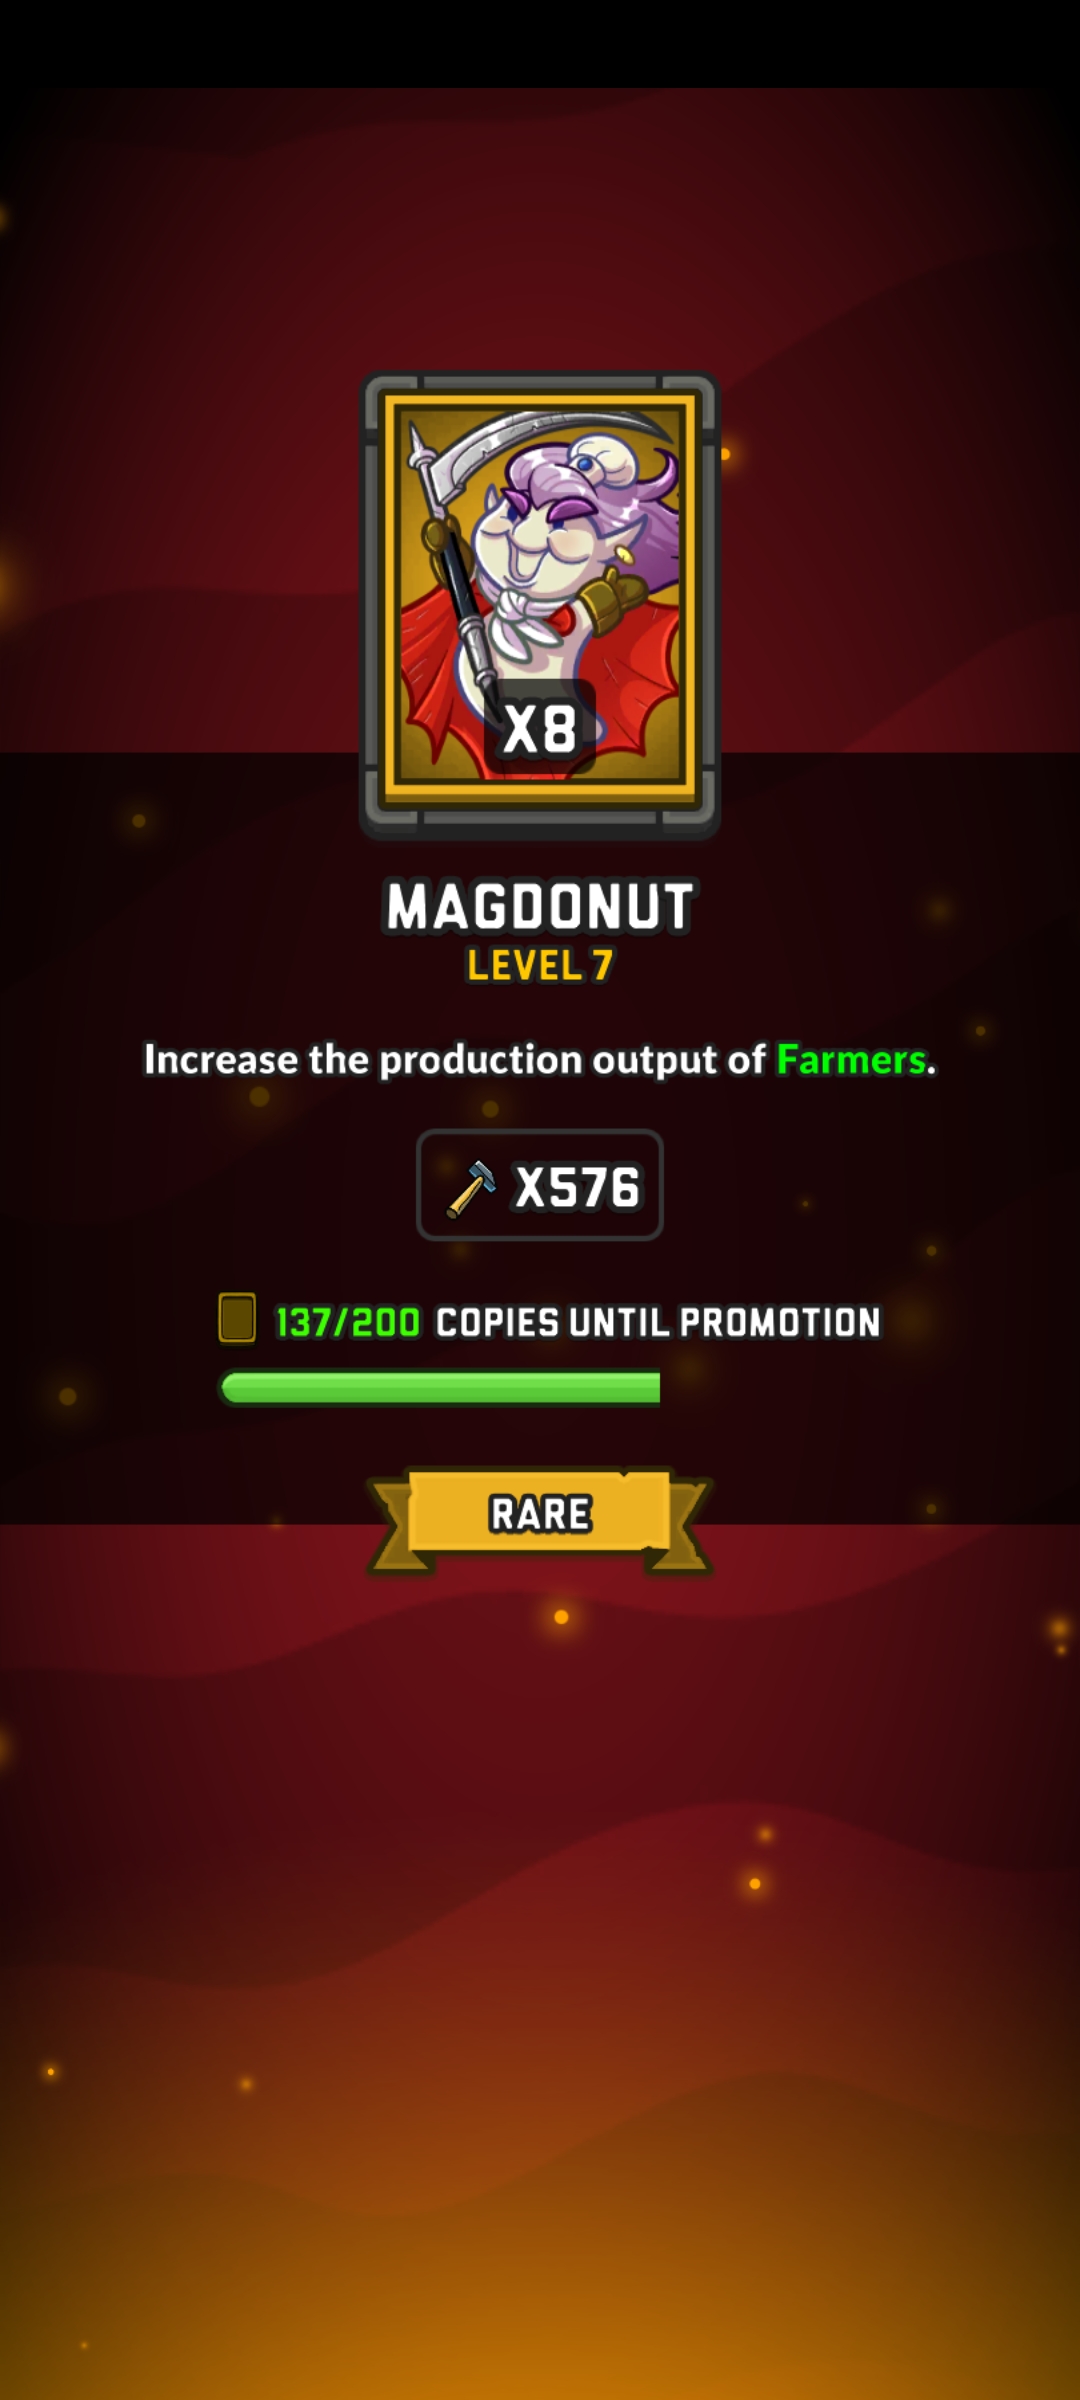 X8
MAGDONUT
LEVEL 7
Increase the production output of Farmers.
X576
137/200 COPIES UNTIL PROMOTION
RARE